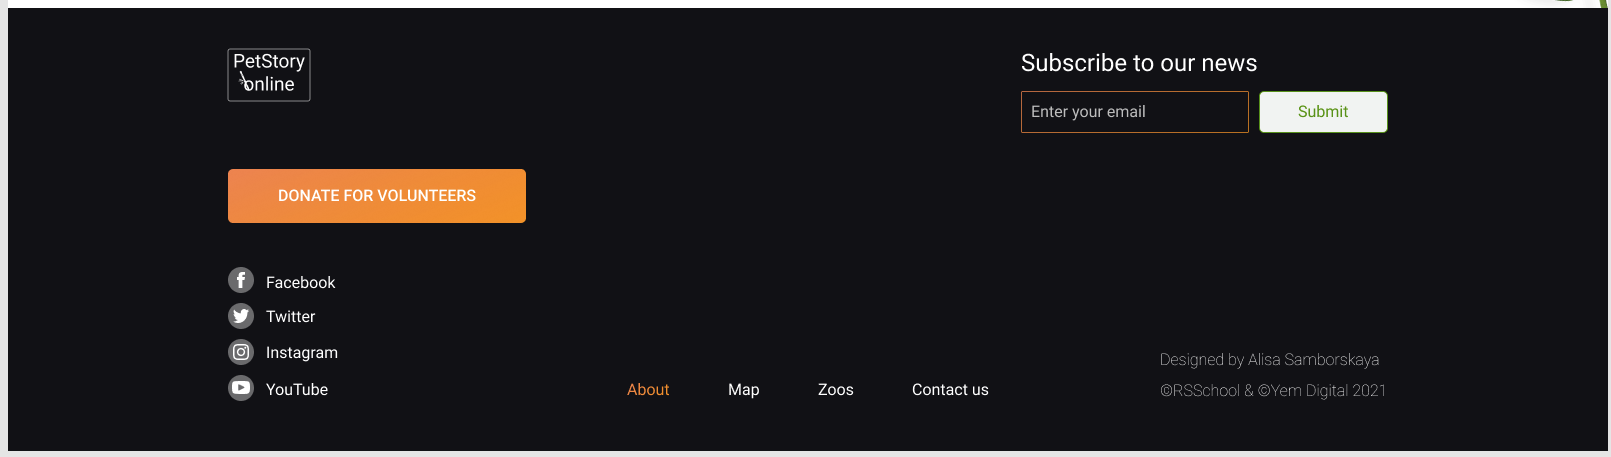 PetStory
online
Subscribe to our news
Enter your email
Submit
DONATE FOR VOLUNTEERS
Facebook
Twitter
Instagram
YouTube
About
Map
Zoos
Contact us
Designed by Alisa Samborskaya
©RSSchool & ©Yem Digital 2021